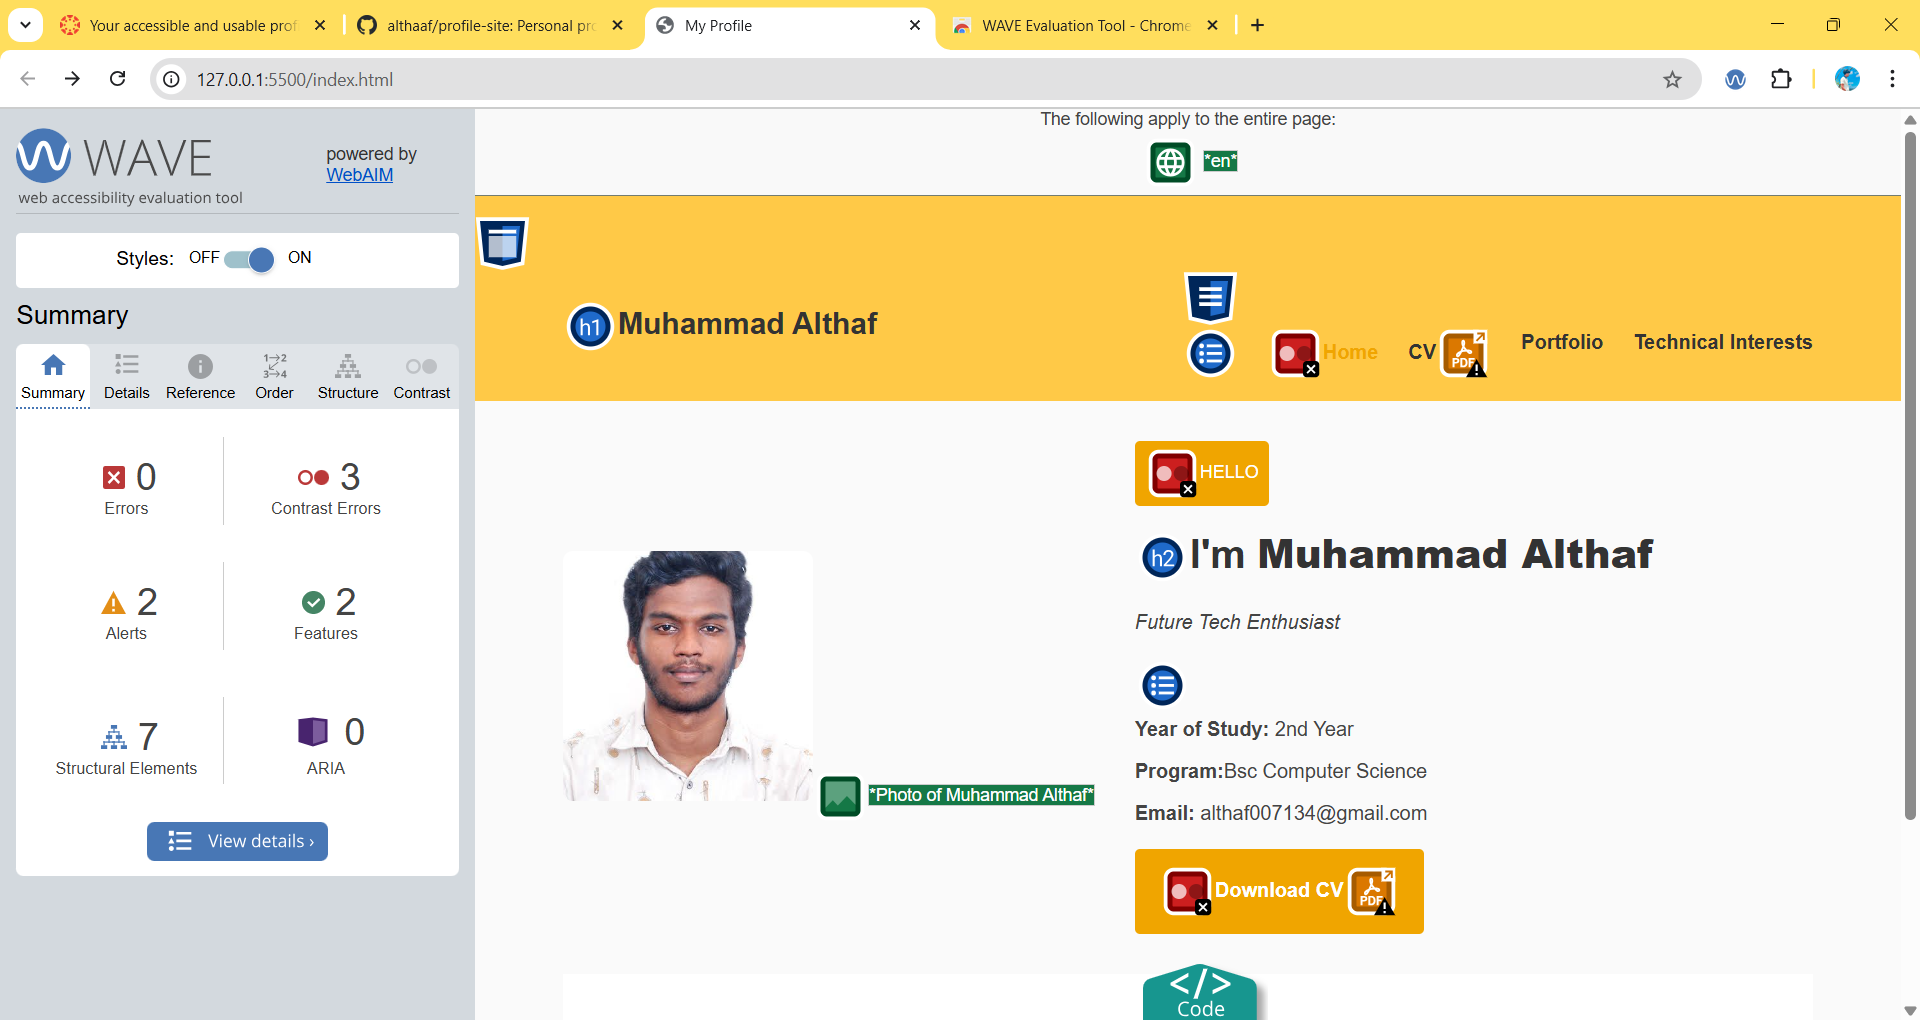 Your accessible and usable prof
althaaf/profile-site: Personal pro
My Profile
WAVE Evaluation Tool - Chrome
127.0.0.1:5500/index.html
WAVE
web accessibility evaluation tool
powered by
WebAIM
Styles: OFF ON
Summary
Summary
Details
Reference
Order
Structure
Contrast
0
Errors
3
Contrast Errors
2
Alerts
2
Features
7
Structural Elements
0
ARIA
View details ›
The following apply to the entire page:
*en*
h1 Muhammad Althaf
Home
CV
PDF
Portfolio
Technical Interests
HELLO
h2 I'm Muhammad Althaf
Future Tech Enthusiast
*Photo of Muhammad Althaf*
Year of Study: 2nd Year
Program:Bsc Computer Science
Email: althaf007134@gmail.com
Download CV
PDF
</>
Code